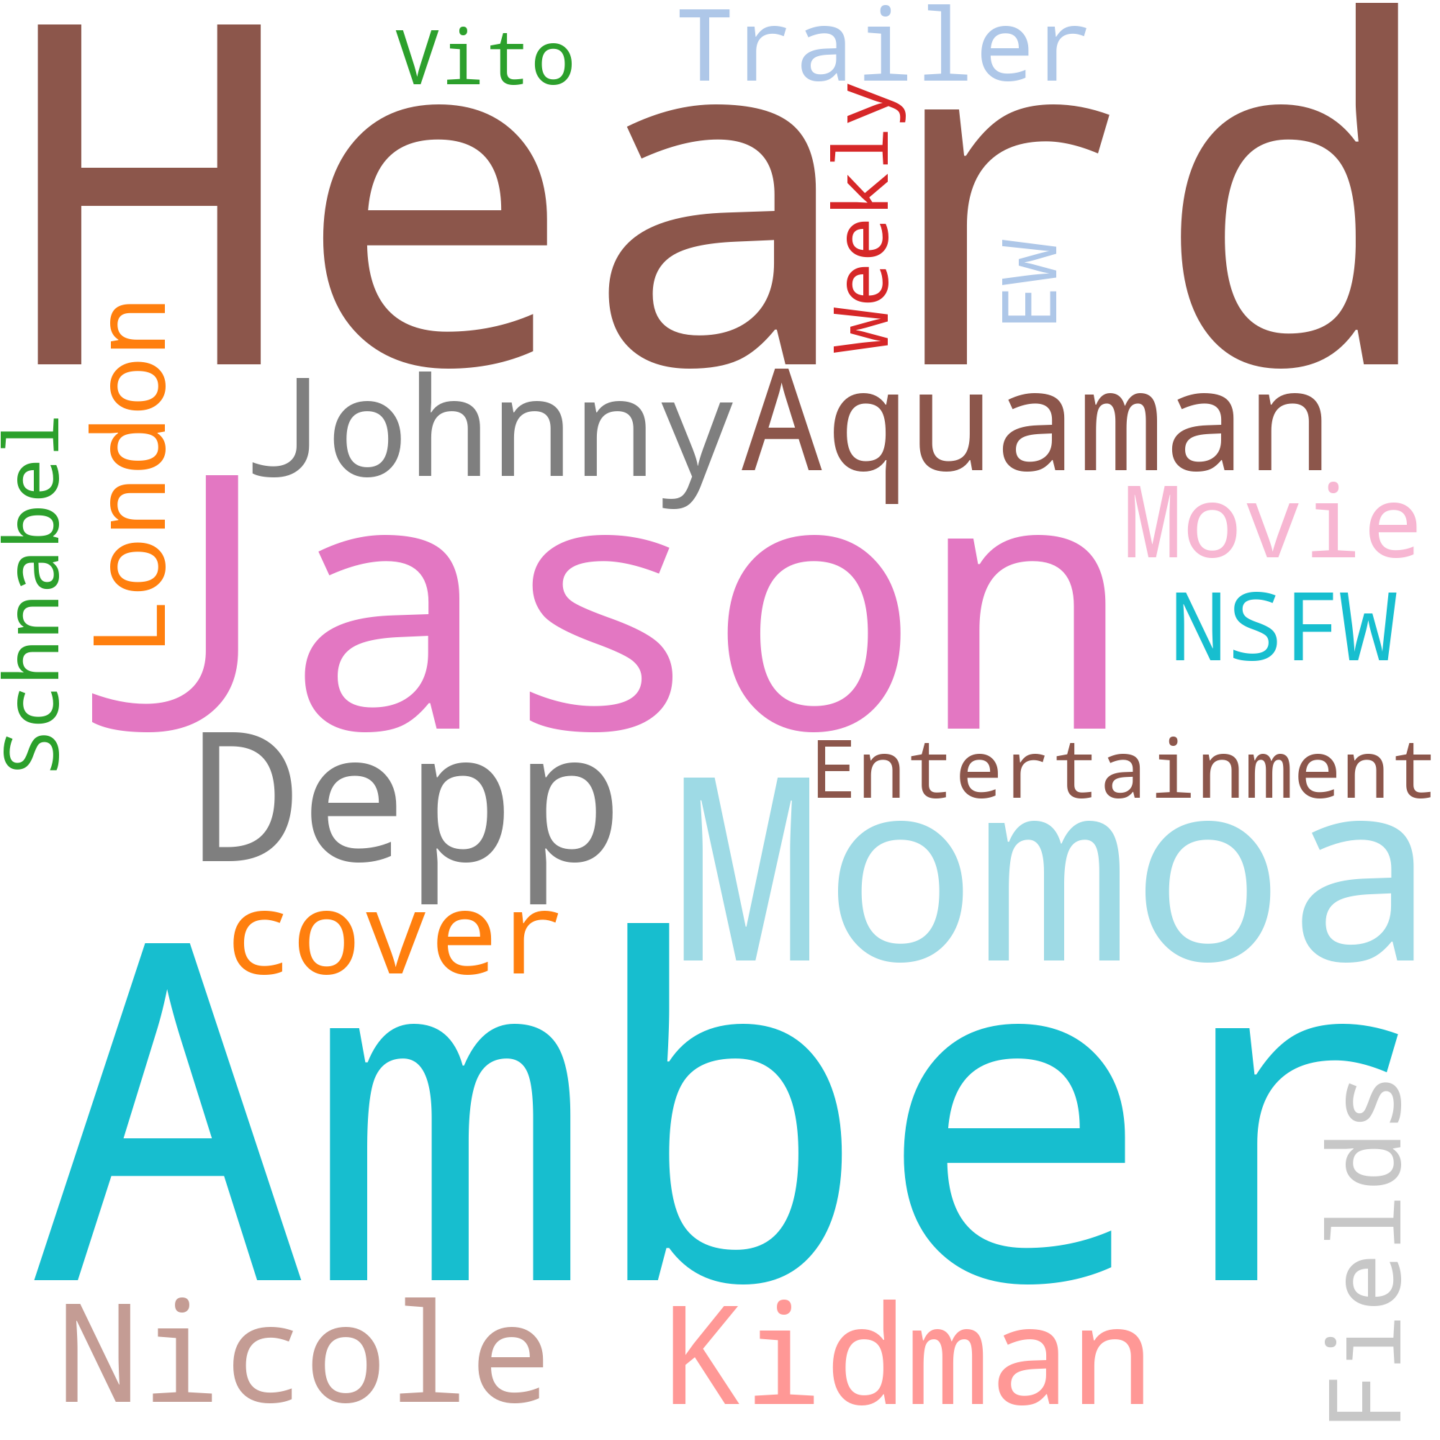 Vito
Trailer
Heard
Weekly
EW
London
Johnny
Aquaman
Schnabel
Jason
Movie
NSFW
Depp
Entertainment
Momoa
cover
Amber
Fields
Nicole
Kidman